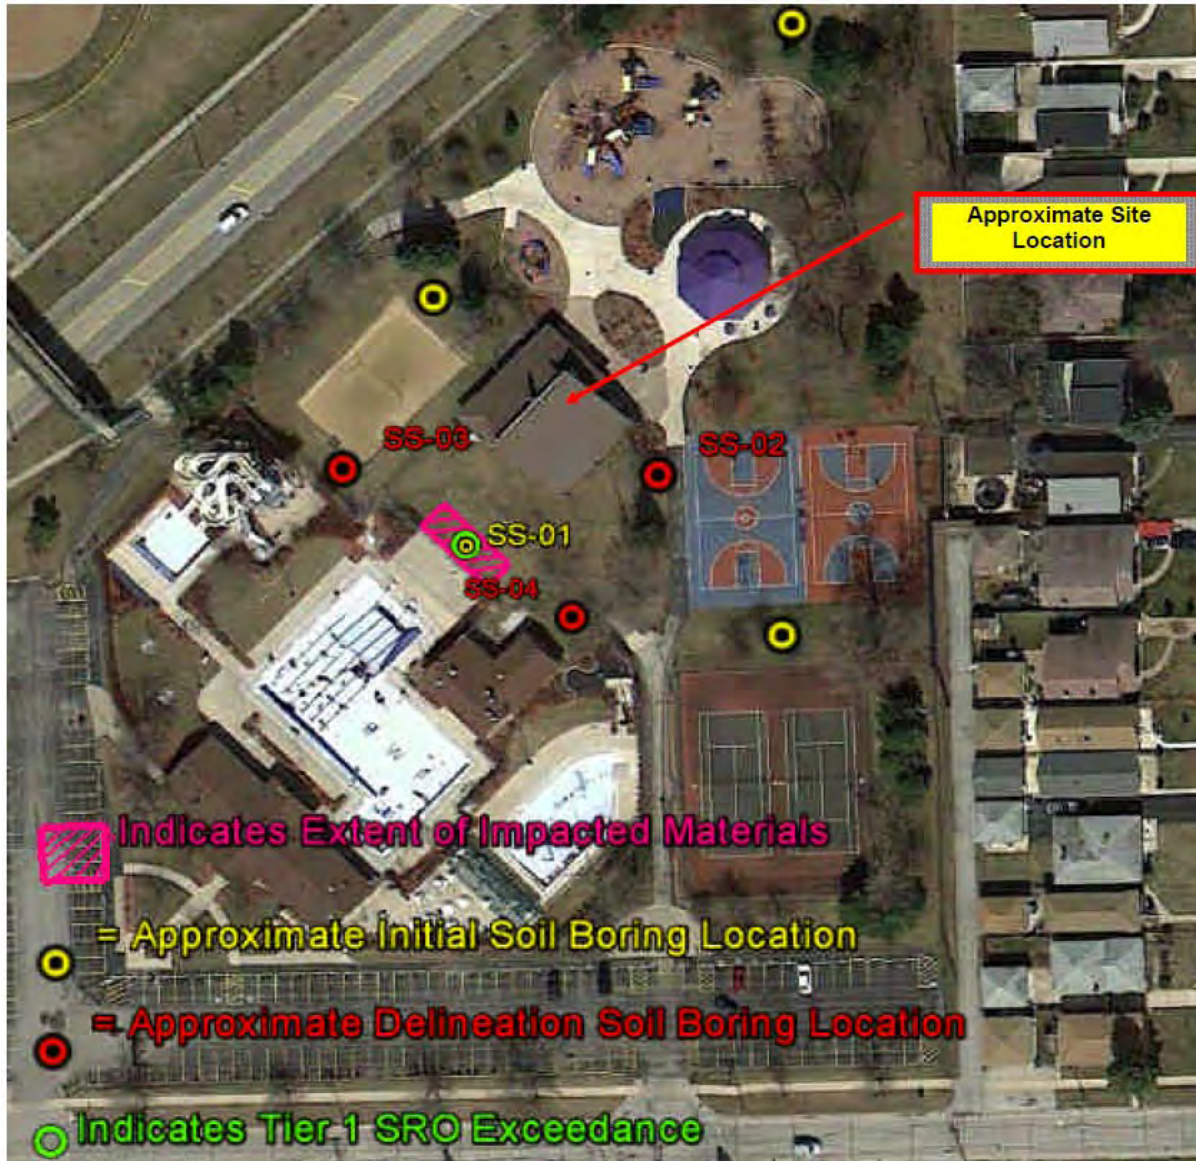 Approximate Site
Location
SS-03
SS-02
SS-01
SS-04
Indicates Extent of Impacted Materials
= Approximate Initial Soil Boring Location
= Approximate Delineation Soil Boring Location
Indicates Tier 1 SRO Exceedance